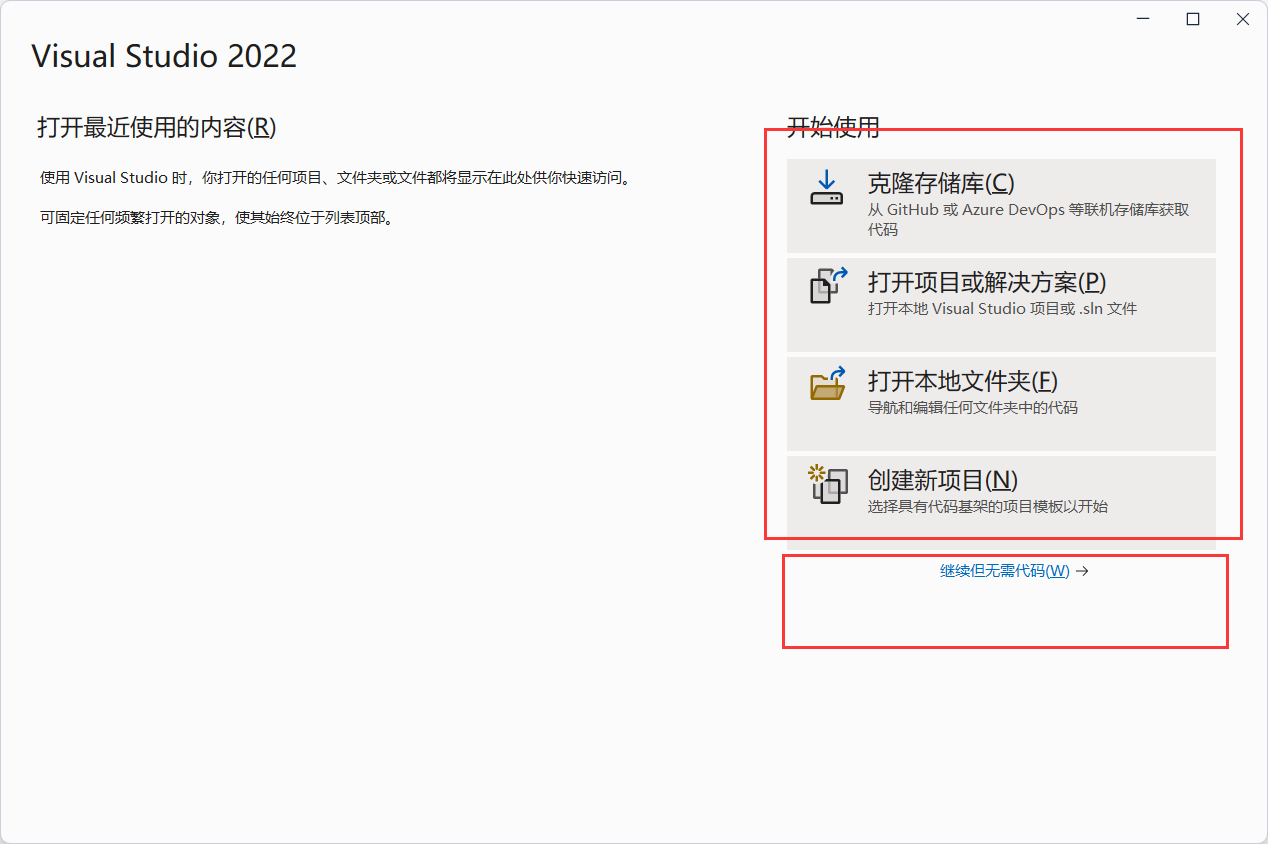 Visual Studio 2022
打开最近使用的内容(R)
使用 Visual Studio 时，你打开的任何项目、文件夹或文件都将显示在此处供你快速访问。
可固定任何频繁打开的对象，使其始终位于列表顶部。
开始使用
克隆存储库(C)
从 GitHub 或 Azure DevOps 等联机存储库获取
代码
打开项目或解决方案(P)
打开本地 Visual Studio 项目或 .sln 文件
打开本地文件夹(F)
导航和编辑任何文件夹中的代码
创建新项目(N)
选择具有代码基架的项目模板以开始
继续但无需代码(W) →